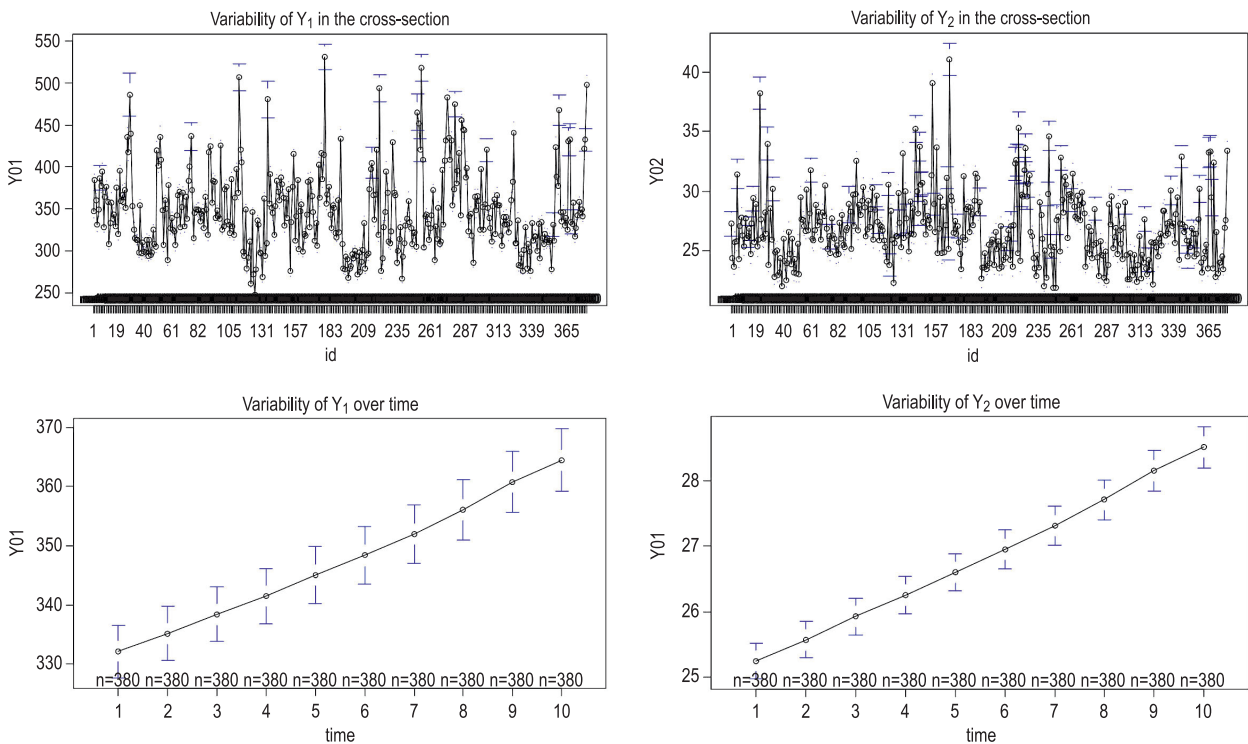 Variability of Y1 in the cross-section
550
500
450
400
350
300
250
Y01
1 19 40 61 82 105 131 157 183 209 235 261 287 313 339 365
id
Variability of Y2 in the cross-section
40
35
30
25
Y02
1 19 40 61 82 105 131 157 183 209 235 261 287 313 339 365
id
Variability of Y1 over time
370
360
350
340
330
Y01
n=380 n=380 n=380 n=380 n=380 n=380 n=380 n=380 n=380 n=380
1 2 3 4 5 6 7 8 9 10
time
Variability of Y2 over time
28
27
26
25
Y01
n=380 n=380 n=380 n=380 n=380 n=380 n=380 n=380 n=380 n=380
1 2 3 4 5 6 7 8 9 10
time